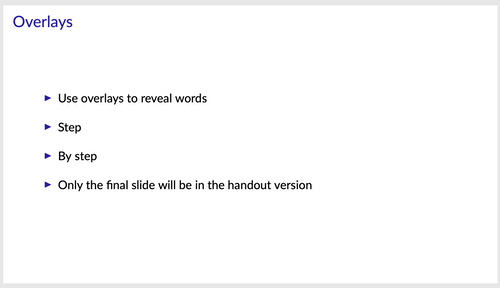 Overlays
Use overlays to reveal words
Step
By step
Only the final slide will be in the handout version